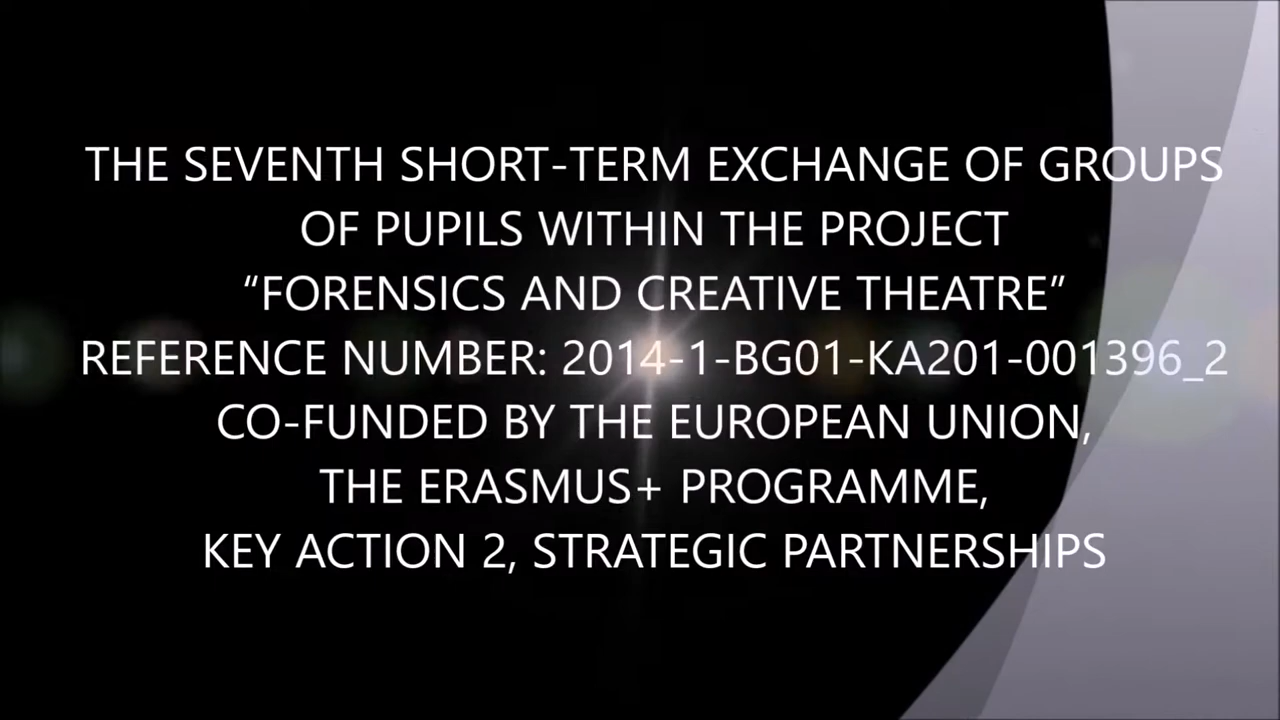 THE SEVENTH SHORT-TERM EXCHANGE OF GROUPS
OF PUPILS WITHIN THE PROJECT
“FORENSICS AND CREATIVE THEATRE”
REFERENCE NUMBER: 2014-1-BG01-KA201-001396_2
CO-FUNDED BY THE EUROPEAN UNION,
THE ERASMUS+ PROGRAMME,
KEY ACTION 2, STRATEGIC PARTNERSHIPS